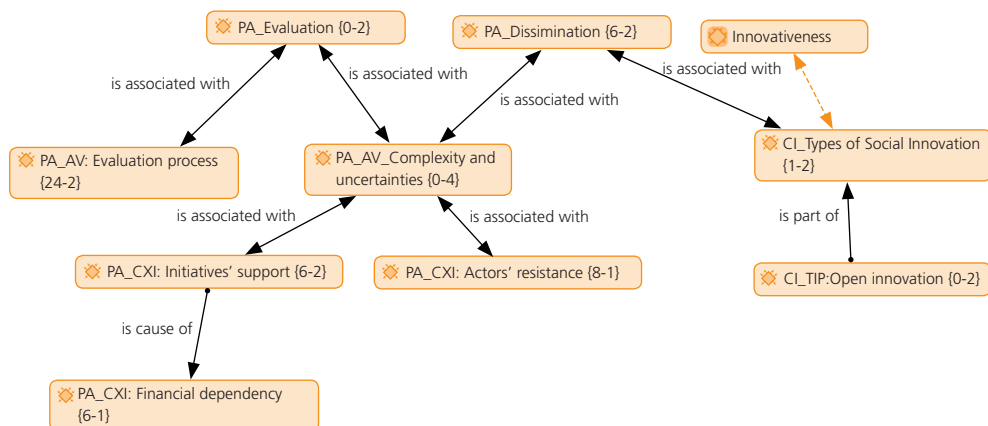 PA_Evaluation {0-2}
PA_Dissimination {6-2}
Innovativeness
is associated with
is associated with
is associated with
is associated with
PA_AV: Evaluation process
{24-2}
PA_AV_Complexity and
uncertainties {0-4}
CI_Types of Social Innovation
{1-2}
is associated with
is associated with
is part of
PA_CXI: Initiatives’ support {6-2}
PA_CXI: Actors’ resistance {8-1}
CI_TIP:Open innovation {0-2}
is cause of
PA_CXI: Financial dependency
{6-1}